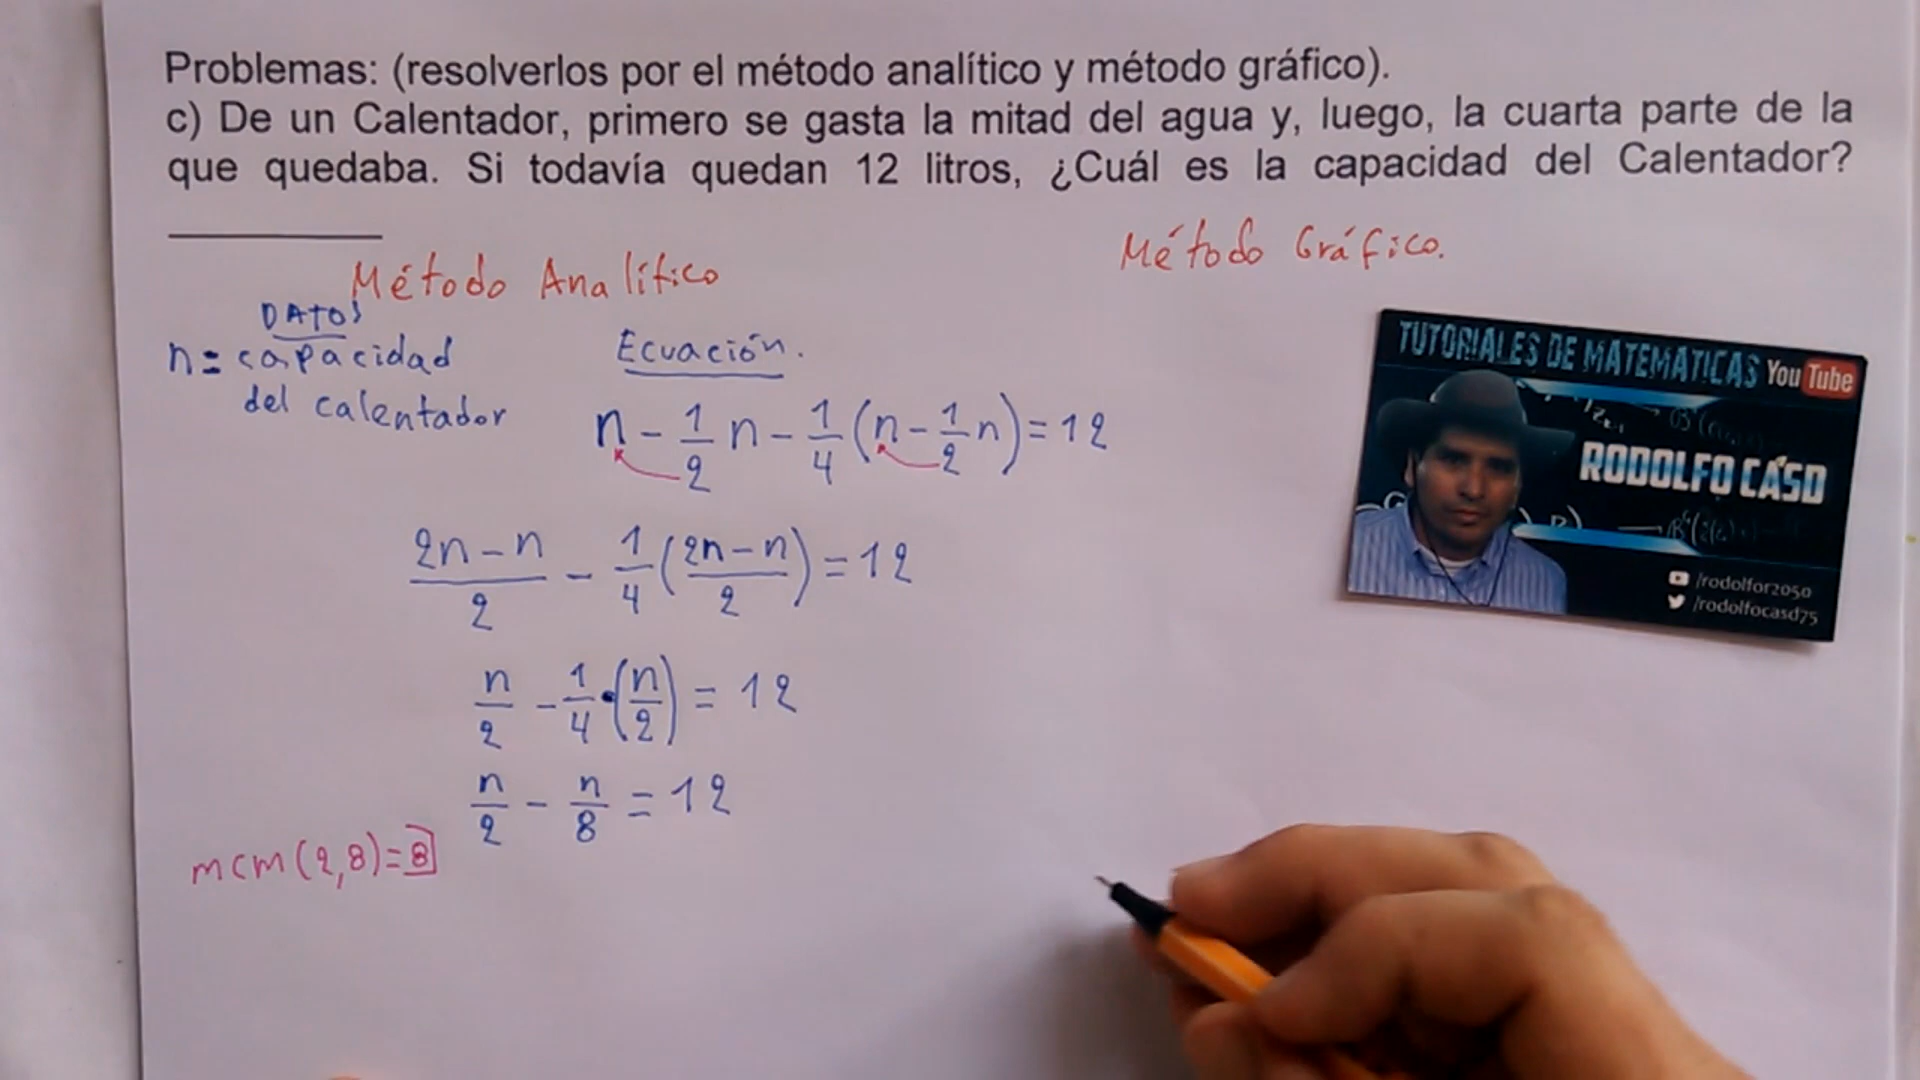 Problemas: (resolverlos por el método analítico y método gráfico).
c) De un Calentador, primero se gasta la mitad del agua y, luego, la cuarta parte de la
que quedaba. Si todavía quedan 12 litros, ¿Cuál es la capacidad del Calentador?
Método Analítico
Método Gráfico.
DATOS
n = capacidad
del calentador
Ecuación.
n - 1/2 n - 1/4 (n - 1/2 n) = 12
(2n - n)/2 - 1/4 ((2n - n)/2) = 12
n/2 - 1/4 • (n/2) = 12
n/2 - n/8 = 12
mcm (2,8) = 8
TUTORIALES DE MATEMATICAS YouTube
RODOLFO CASD
/rodolfor2050
/rodolfocasd75